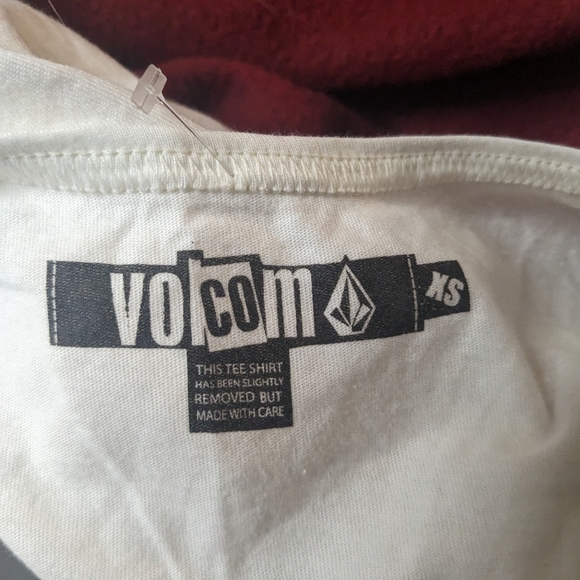 VOLCOM
XS
THIS TEE SHIRT
HAS BEEN SLIGHTLY
REMOVED BUT
MADE WITH CARE